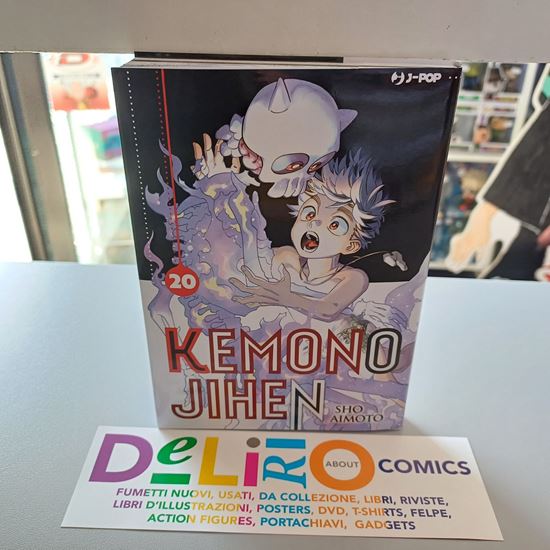 J-POP
20
KEMONO
JIHEN
SHO
AIMOTO
DeLiRiO
ABOUT
COMICS
FUMETTI NUOVI, USATI, DA COLLEZIONE, LIBRI, RIVISTE,
LIBRI D'ILLUSTRAZIONI, POSTERS, DVD, T-SHIRTS, FELPE,
ACTION FIGURES, PORTACHIAVI, GADGETS